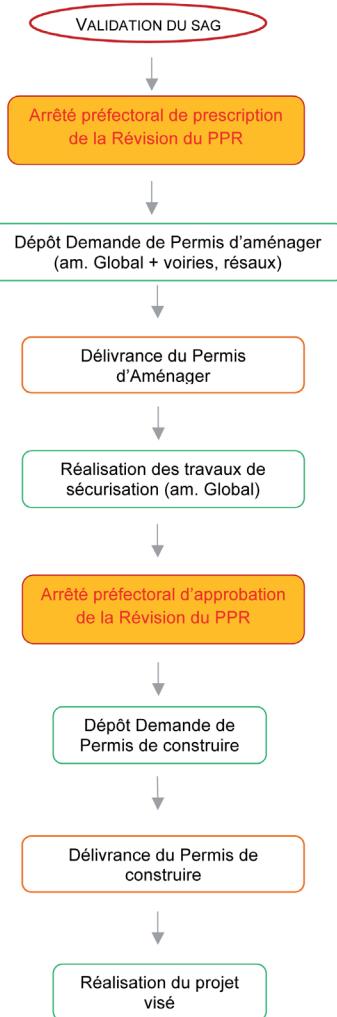 VALIDATION DU SAG
Arrêté préfectoral de prescription
de la Révision du PPR
Dépôt Demande de Permis d'aménager
(am. Global + voiries, résaux)
Délivrance du Permis
d'Aménager
Réalisation des travaux de
sécurisation (am. Global)
Arrêté préfectoral d'approbation
de la Révision du PPR
Dépôt Demande de
Permis de construire
Délivrance du Permis de
construire
Réalisation du projet
visé